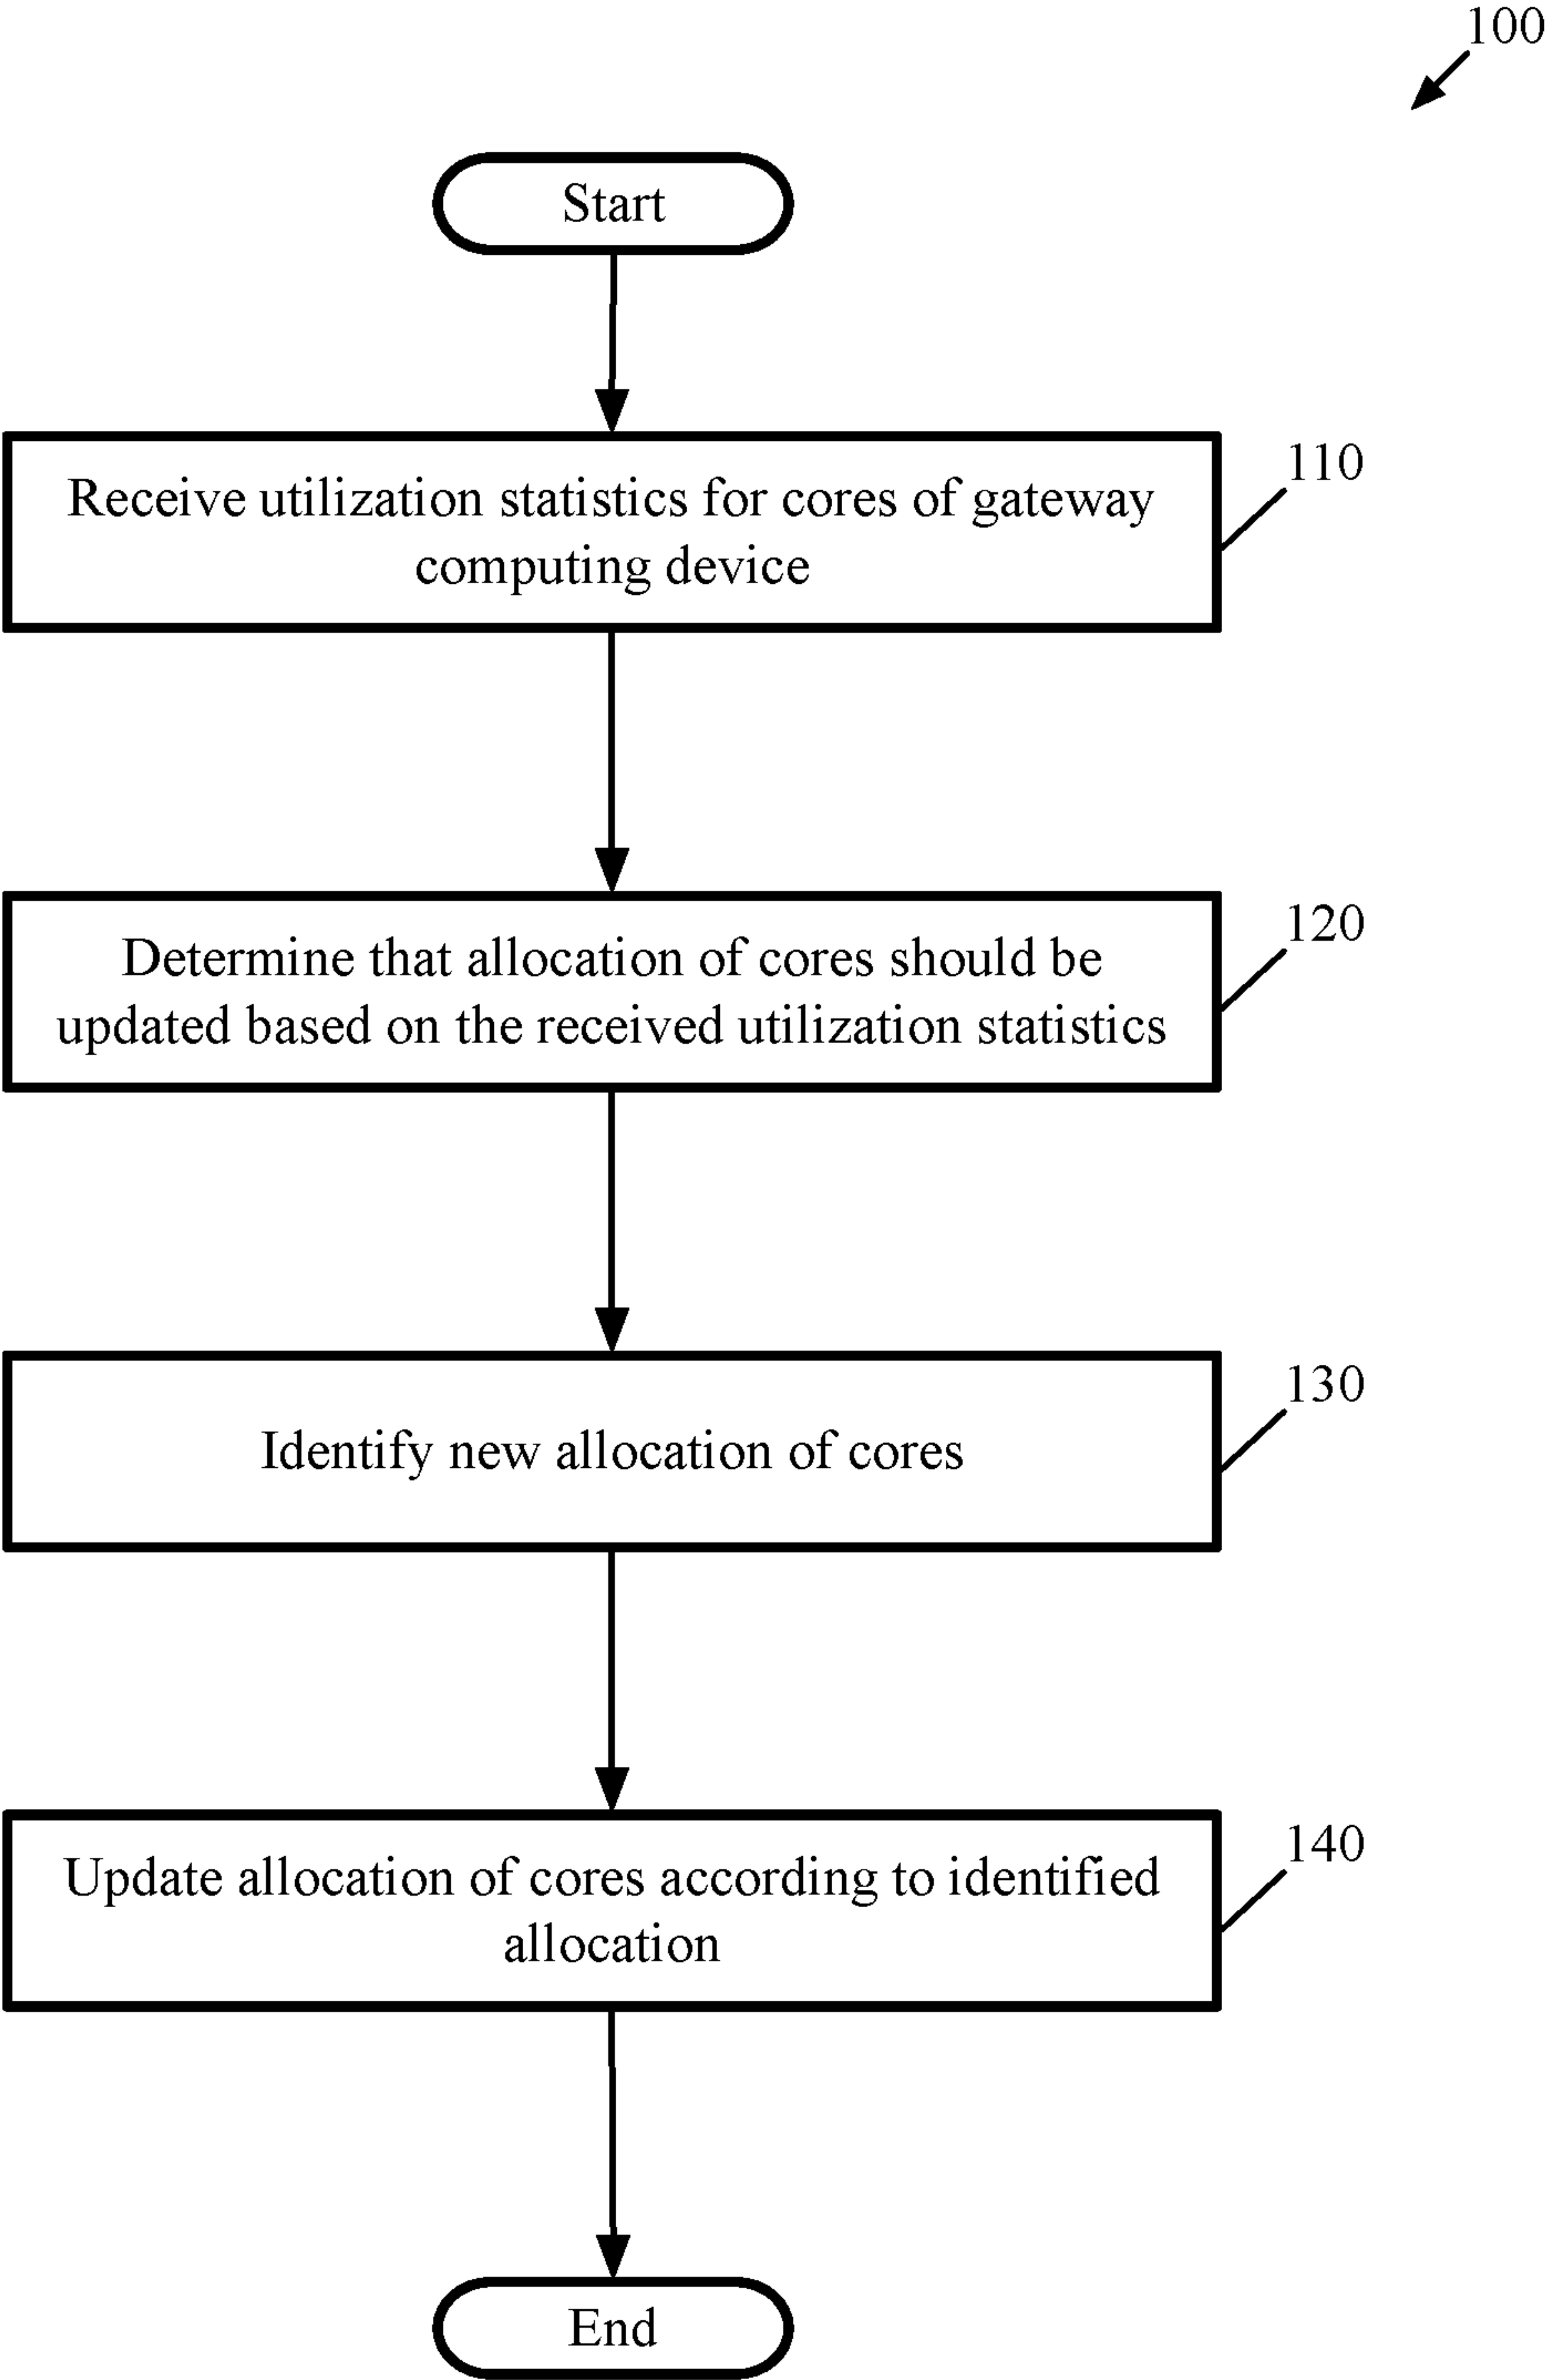 100
Start
Receive utilization statistics for cores of gateway
computing device
110
Determine that allocation of cores should be
updated based on the received utilization statistics
120
Identify new allocation of cores
130
Update allocation of cores according to identified
allocation
140
End